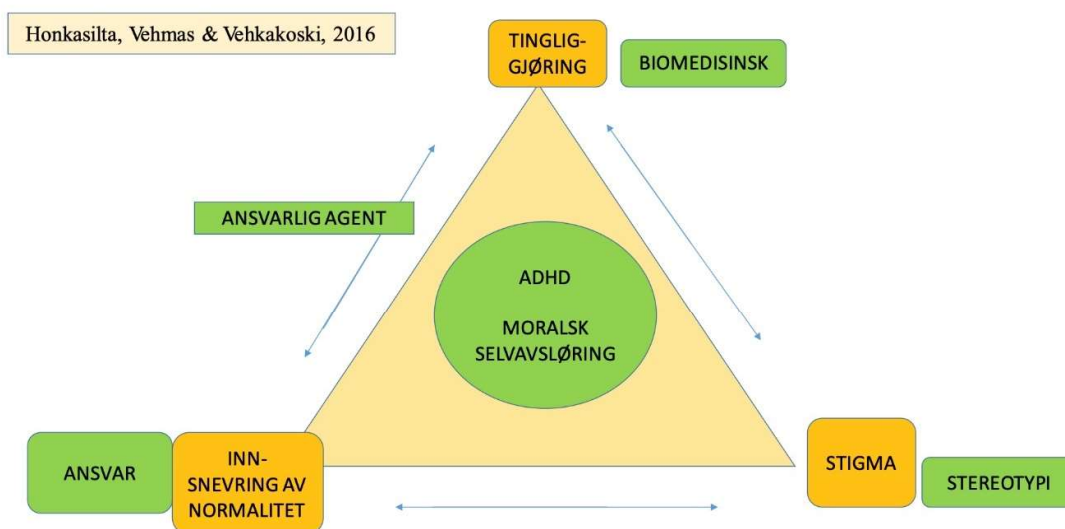 Honkasilta, Vehmas & Vehkakoski, 2016
TINGLIG-
GJØRING
BIOMEDISINSK
ANSVARLIG AGENT
ADHD
MORALSK
SELVAVSLØRING
ANSVAR
INN-
SNEVRING AV
NORMALITET
STIGMA
STEREOTYPI